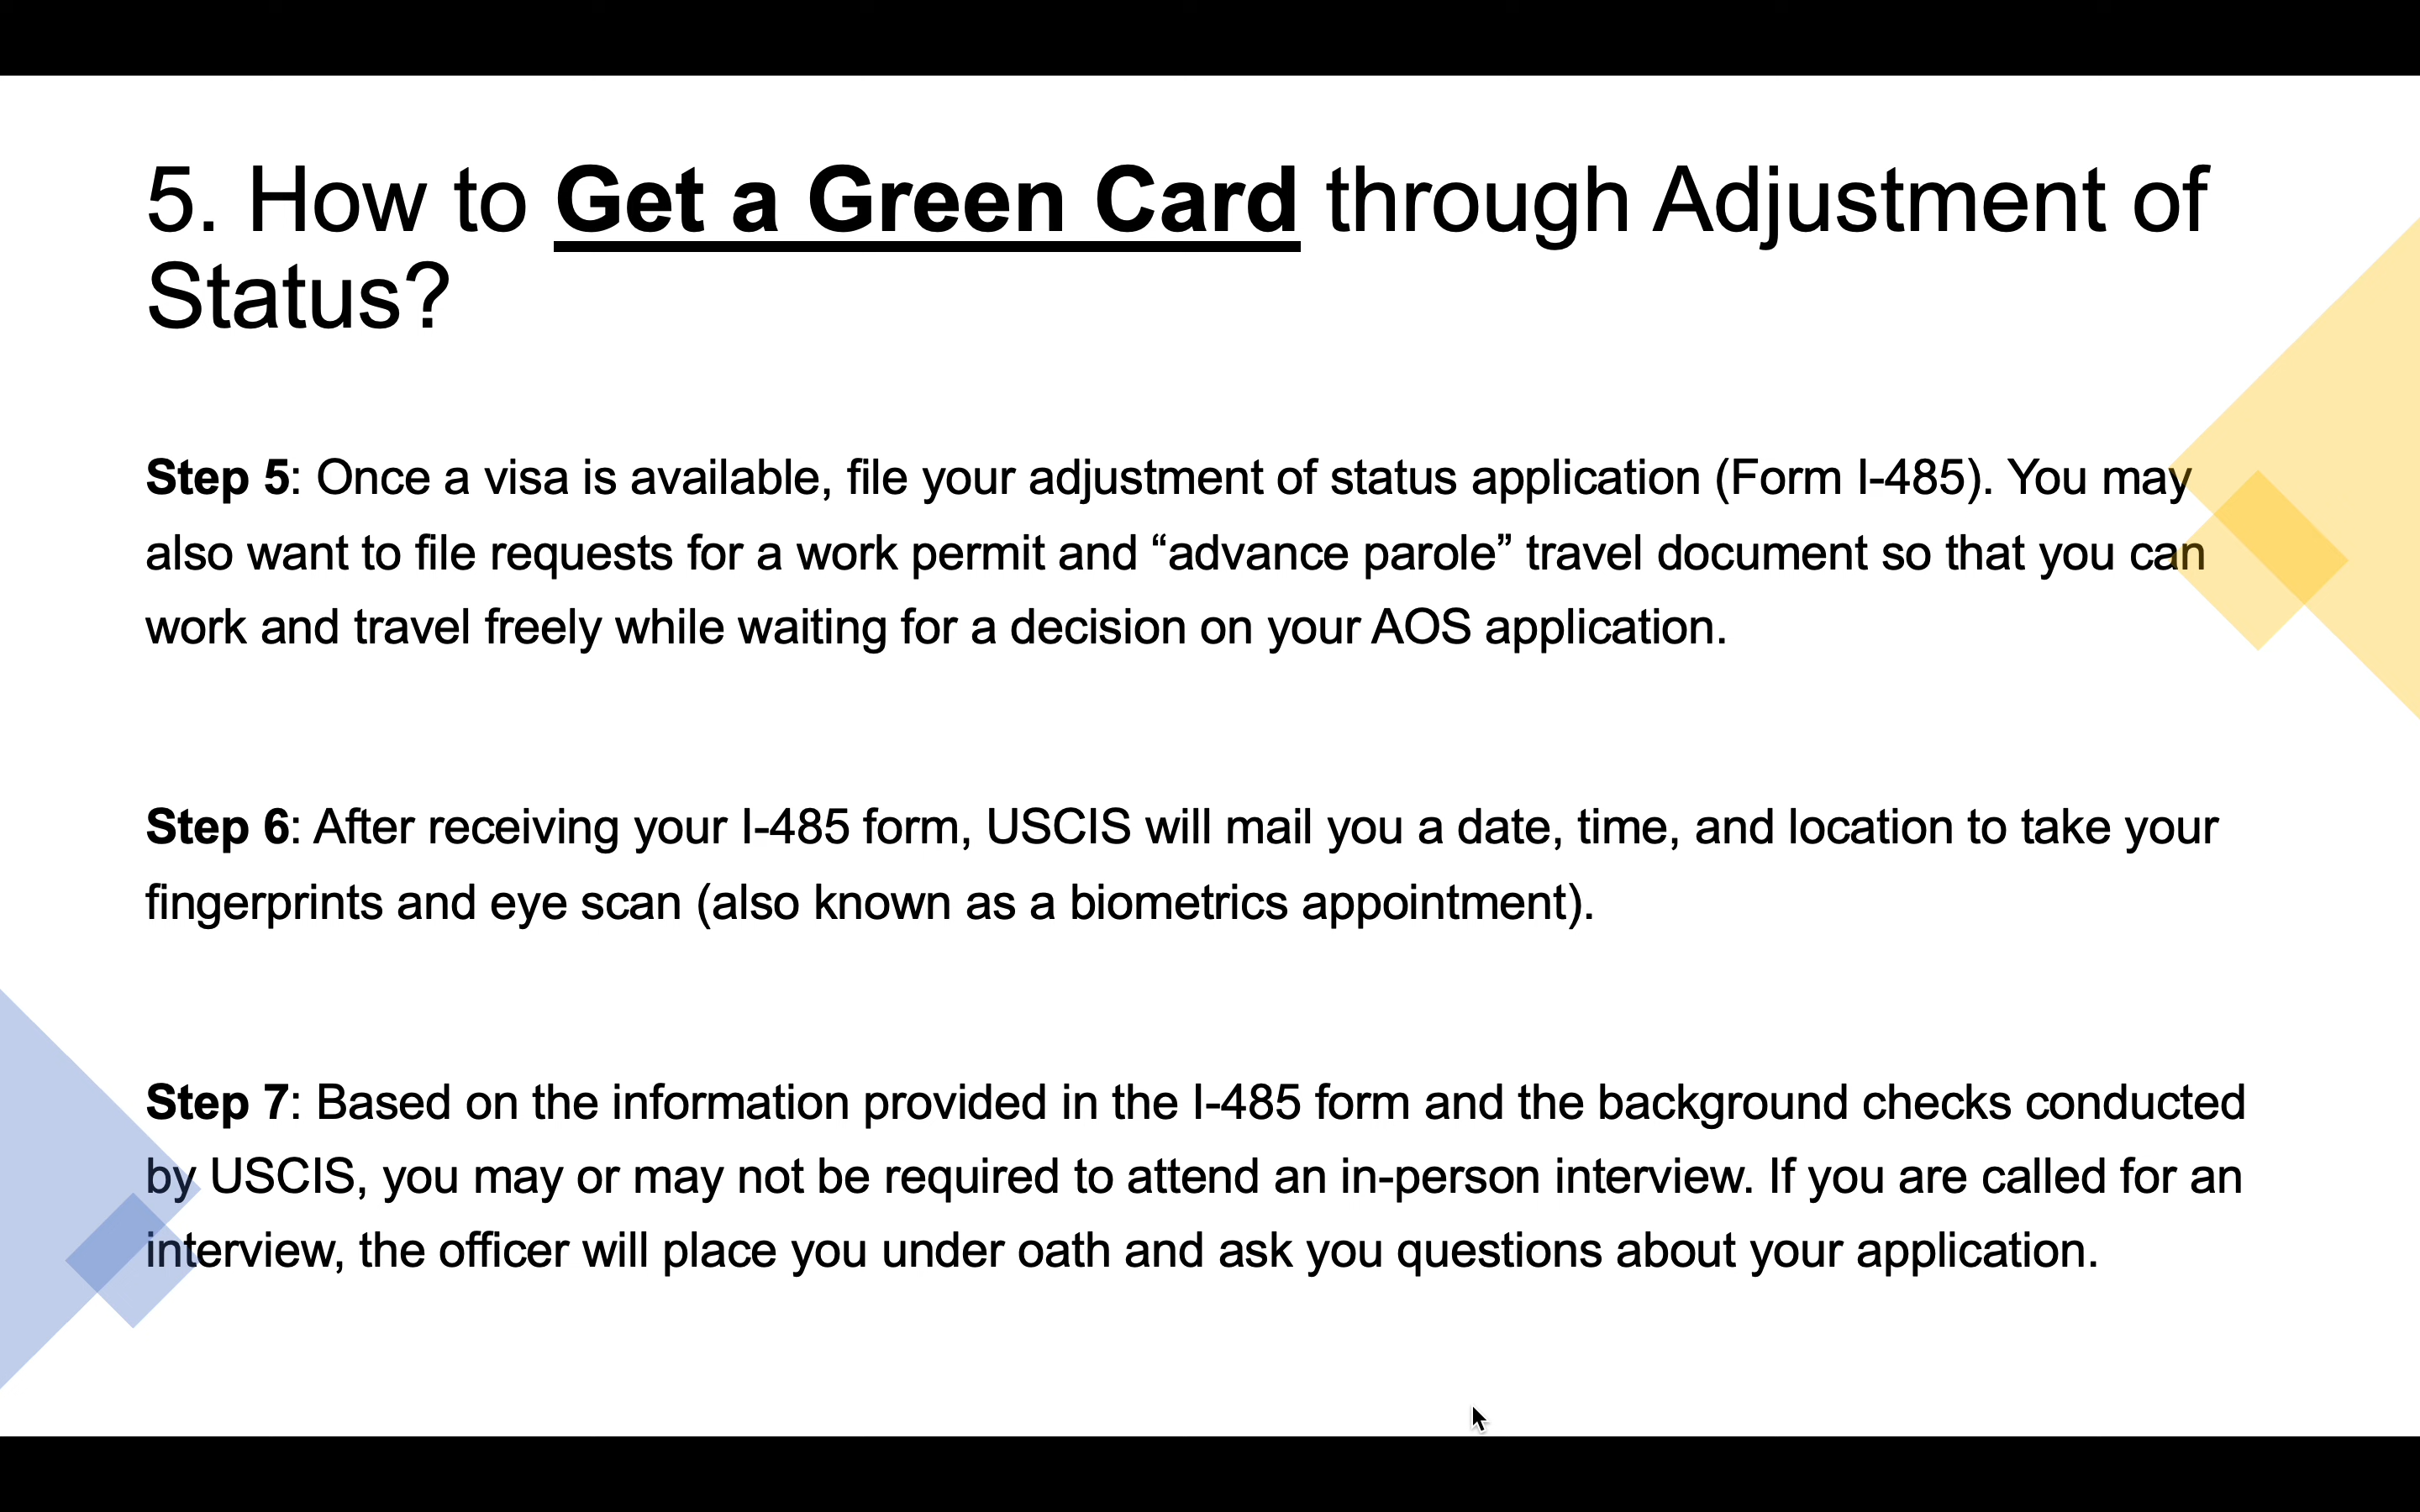 5. How to Get a Green Card through Adjustment of
Status?
Step 5: Once a visa is available, file your adjustment of status application (Form I-485). You may
also want to file requests for a work permit and “advance parole” travel document so that you can
work and travel freely while waiting for a decision on your AOS application.
Step 6: After receiving your I-485 form, USCIS will mail you a date, time, and location to take your
fingerprints and eye scan (also known as a biometrics appointment).
Step 7: Based on the information provided in the I-485 form and the background checks conducted
by USCIS, you may or may not be required to attend an in-person interview. If you are called for an
interview, the officer will place you under oath and ask you questions about your application.